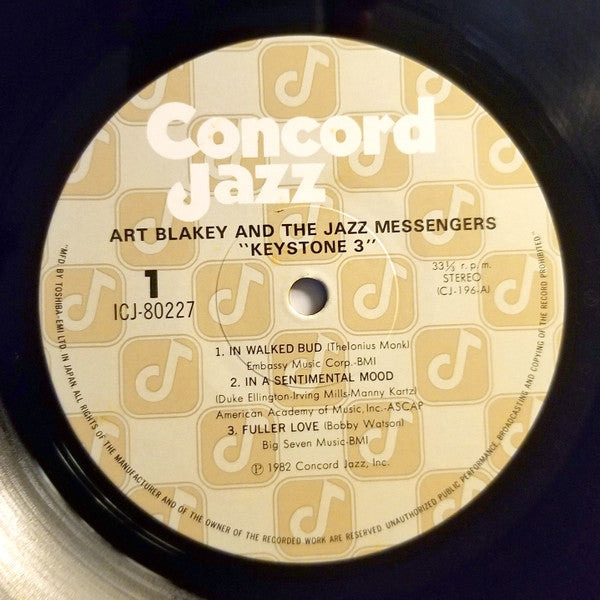 Concord
Jazz
ART BLAKEY AND THE JAZZ MESSENGERS
"KEYSTONE 3"
1
ICJ-80227
33⅓ r.p.m.
STEREO
(CJ-196-A)
1. IN WALKED BUD (Thelonius Monk)
Embassy Music Corp.-BMI
2. IN A SENTIMENTAL MOOD
(Duke Ellington-Irving Mills-Manny Kartz)
American Academy of Music, Inc.-ASCAP
3. FULLER LOVE (Bobby Watson)
Big Seven Music-BMI
Ⓟ 1982 Concord Jazz, Inc.
"MFD BY TOSHIBA-EMI LTD IN JAPAN ALL RIGHTS OF THE MANUFACTURER AND OF THE OWNER OF THE RECORDED WORK ARE RESERVED. UNAUTHORIZED PUBLIC PERFORMANCE, BROADCASTING AND COPYING OF THE RECORD PROHIBITED"